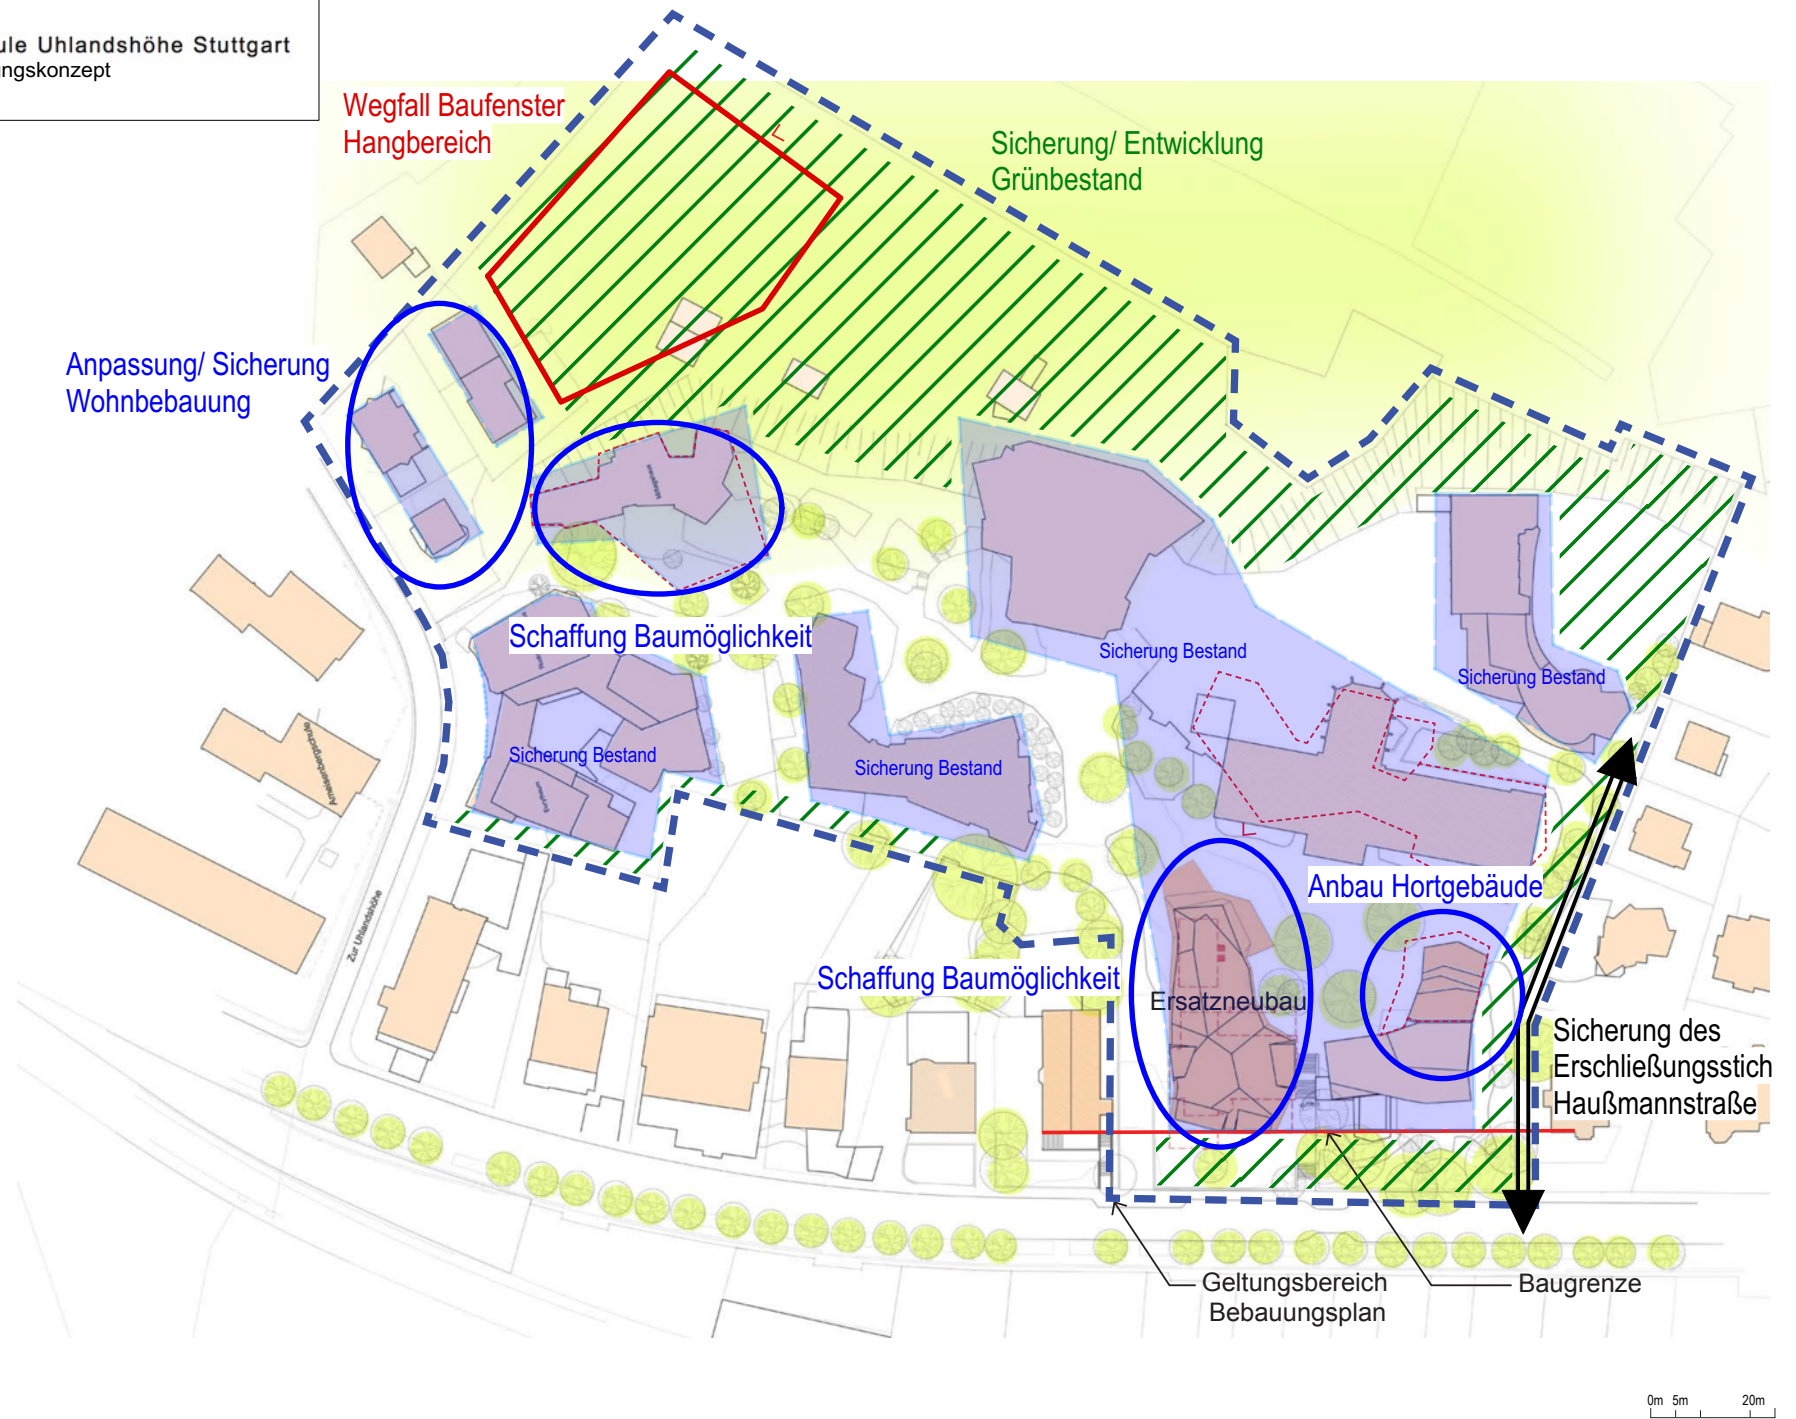 ule Uhlandshöhe Stuttgart
ungskonzept
Wegfall Baufenster
Hangbereich
Sicherung/ Entwicklung
Grünbestand
Anpassung/ Sicherung
Wohnbebauung
Schaffung Baumöglichkeit
Sicherung Bestand
Sicherung Bestand
Sicherung Bestand
Sicherung Bestand
Ameisenbergschule
Zur Uhlandshöhe
Anbau Hortgebäude
Schaffung Baumöglichkeit
Ersatzneubau
Sicherung des
Erschließungsstich
Haußmannstraße
Geltungsbereich
Bebauungsplan
Baugrenze
0m 5m 20m